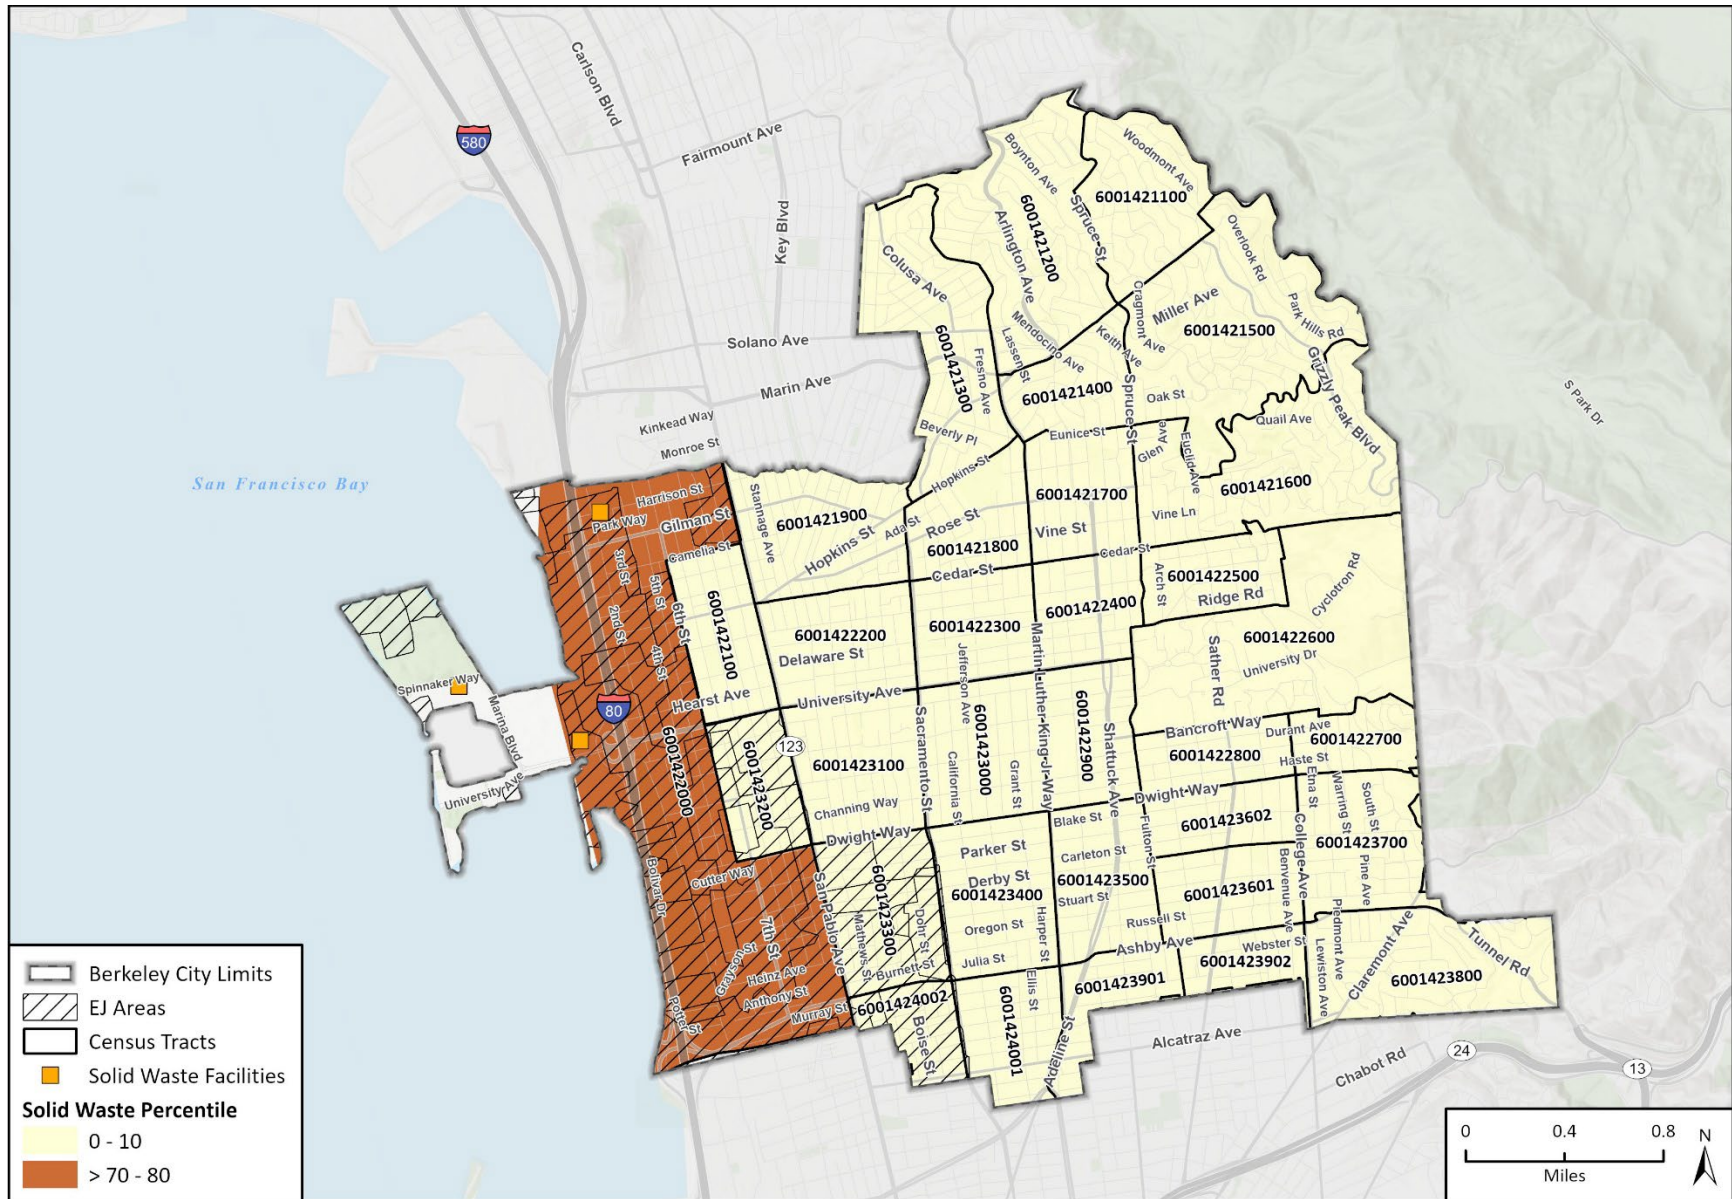 Carlson Blvd
580
Fairmount Ave
Key Blvd
Solano Ave
Marin Ave
Kinkead Way
Monroe St
San Francisco Bay
Boynton Ave
Woodmont Ave
6001421100
Spruce St
6001421200
Arlington Ave
Overlook Rd
Colusa Ave
Cragmont Ave
Miller Ave
Park Hills Rd
6001421500
Mendocino Ave
Keith Ave
Lassen St
Fresno Ave
6001421300
Grizzly Peak Blvd
S Park Dr
6001421400
Spruce St
Oak St
Quail Ave
Beverly Pl
Eunice St
Glen Ave
Euclid Ave
Hopkins St
6001421600
6001421700
Harrison St
Park Way
Gilman St
Stannage Ave
6001421900
Ada St
Rose St
Vine St
Vine Ln
Hopkins St
6001421800
Camelia St
Cedar St
Cedar St
3rd St
5th St
6th St
2nd St
4th St
6001422100
Arch St
6001422500
Ridge Rd
Cyclotron Rd
6001422400
6001422200
6001422300
Delaware St
Martin Luther King Jr Way
6001422600
Sather Rd
University Dr
Jefferson Ave
Spinnaker Way
Marina Blvd
Hearst Ave
University Ave
80
6001422000
6001423200
123
Sacramento St
6001423000
6001422900
Shattuck Ave
Bancroft Way
Durant Ave
6001422700
6001422800
Haste St
6001423100
California St
Grant St
University Ave
Channing Way
Dwight Way
Dwight Way
Etna St
Warring St
South St
Blake St
Fulton St
6001423602
College Ave
6001423700
Parker St
Carleton St
Bolivar Dr
Cutter Way
San Pablo Ave
6001423300
Derby St
6001423400
6001423500
Stuart St
6001423601
Benvenue Ave
Pine Ave
Mathews St
Dohr St
Oregon St
Harper St
Russell St
Piedmont Ave
7th St
Ashby Ave
Webster St
Claremont Ave
Tunnel Rd
Grayson St
Heinz Ave
Burnett St
Julia St
6001423902
Lewiston Ave
6001423800
Anthony St
Ellis St
6001423901
Potter St
Murray St
6001424002
Boise St
6001424001
Adeline St
Alcatraz Ave
Chabot Rd
24
13
Berkeley City Limits
EJ Areas
Census Tracts
Solid Waste Facilities
Solid Waste Percentile
0 - 10
> 70 - 80
0 0.4 0.8
Miles
N